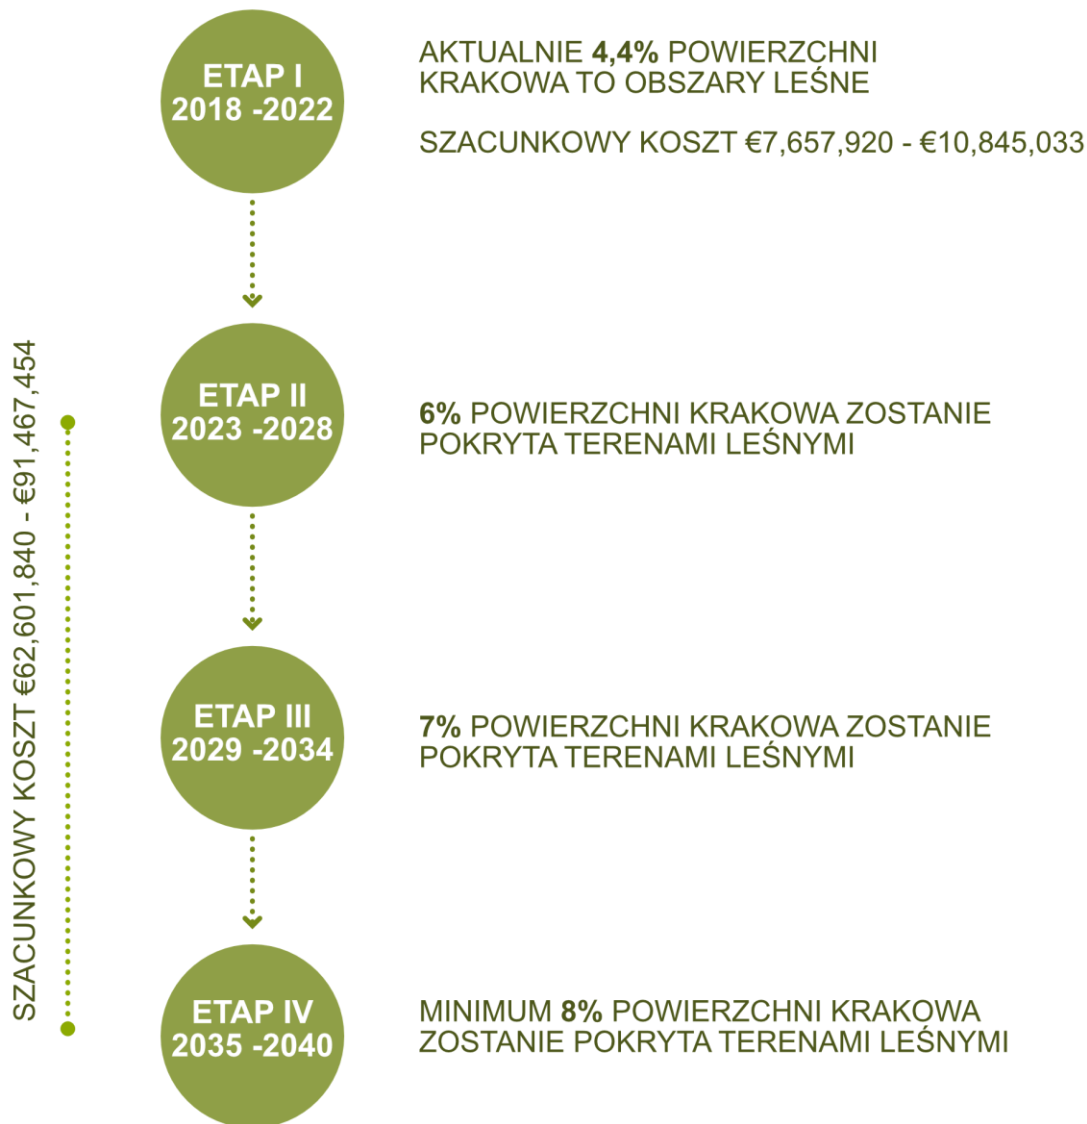 ETAP I
2018 -2022
AKTUALNIE 4,4% POWIERZCHNI
KRAKOWA TO OBSZARY LEŚNE
SZACUNKOWY KOSZT €7,657,920 - €10,845,033
SZACUNKOWY KOSZT €62,601,840 - €91,467,454
ETAP II
2023 -2028
6% POWIERZCHNI KRAKOWA ZOSTANIE
POKRYTA TERENAMI LEŚNYMI
ETAP III
2029 -2034
7% POWIERZCHNI KRAKOWA ZOSTANIE
POKRYTA TERENAMI LEŚNYMI
ETAP IV
2035 -2040
MINIMUM 8% POWIERZCHNI KRAKOWA
ZOSTANIE POKRYTA TERENAMI LEŚNYMI